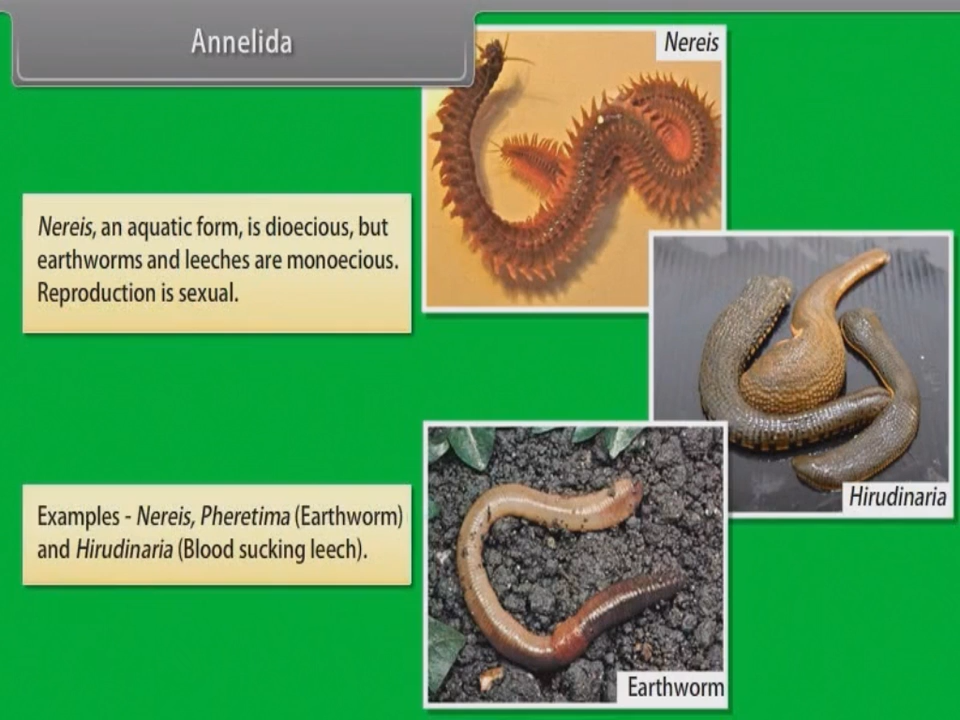 Annelida
Nereis
Nereis, an aquatic form, is dioecious, but
earthworms and leeches are monoecious.
Reproduction is sexual.
Hirudinaria
Examples - Nereis, Pheretima (Earthworm)
and Hirudinaria (Blood sucking leech).
Earthworm